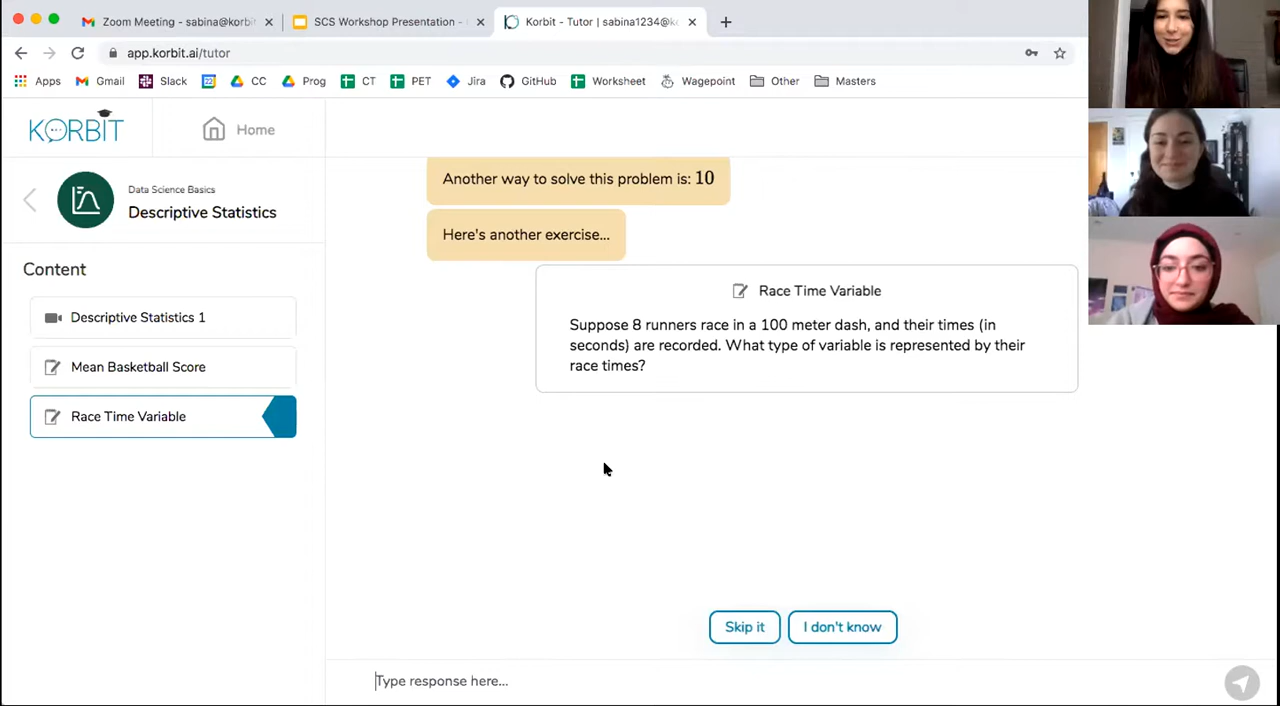 Zoom Meeting - sabina@korbit
SCS Workshop Presentation -
Korbit - Tutor | sabina1234@k
app.korbit.ai/tutor
Apps Gmail Slack CC Prog CT PET Jira GitHub Worksheet Wagepoint Other Masters
KORBIT
Home
Data Science Basics
Descriptive Statistics
Content
Descriptive Statistics 1
Mean Basketball Score
Race Time Variable
Another way to solve this problem is: 10
Here's another exercise...
Race Time Variable
Suppose 8 runners race in a 100 meter dash, and their times (in
seconds) are recorded. What type of variable is represented by their
race times?
Skip it
I don't know
Type response here...